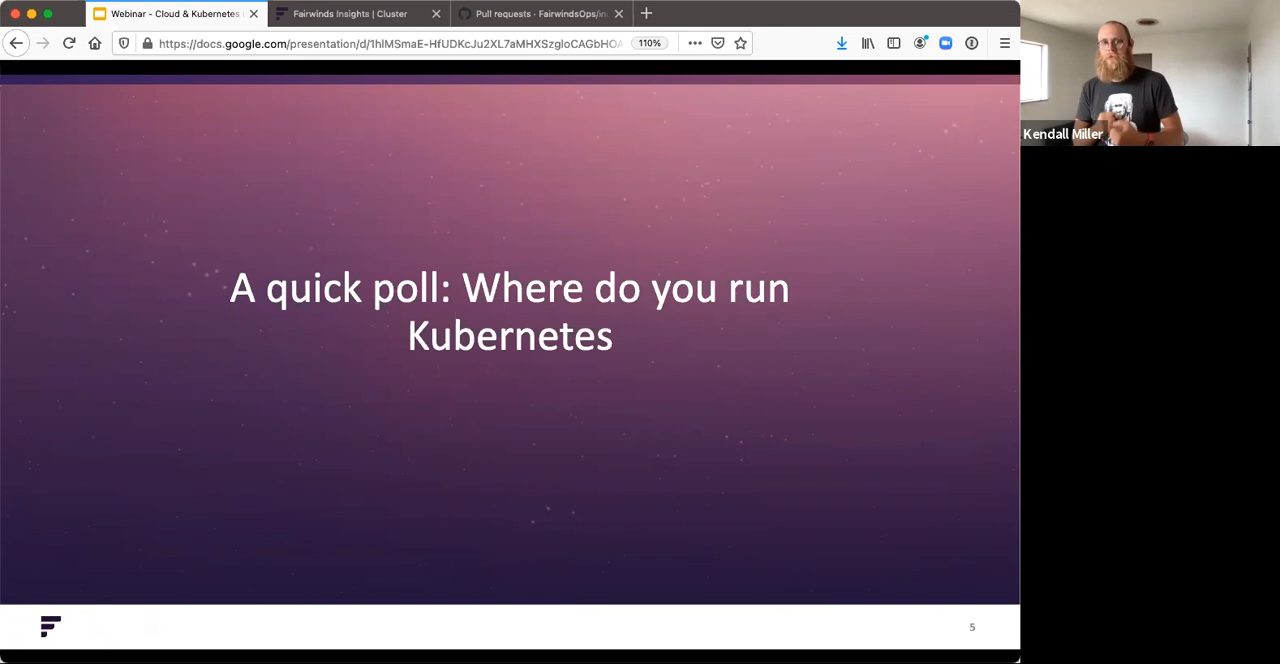 Webinar - Cloud & Kubernetes
Fairwinds Insights | Cluster
Pull requests · FairwindsOps/in
https://docs.google.com/presentation/d/1hlMSmaE-HfUDKcJu2XL7aMHXSzgloCAGbHOA
110%
Kendall Miller
A quick poll: Where do you run
Kubernetes
5